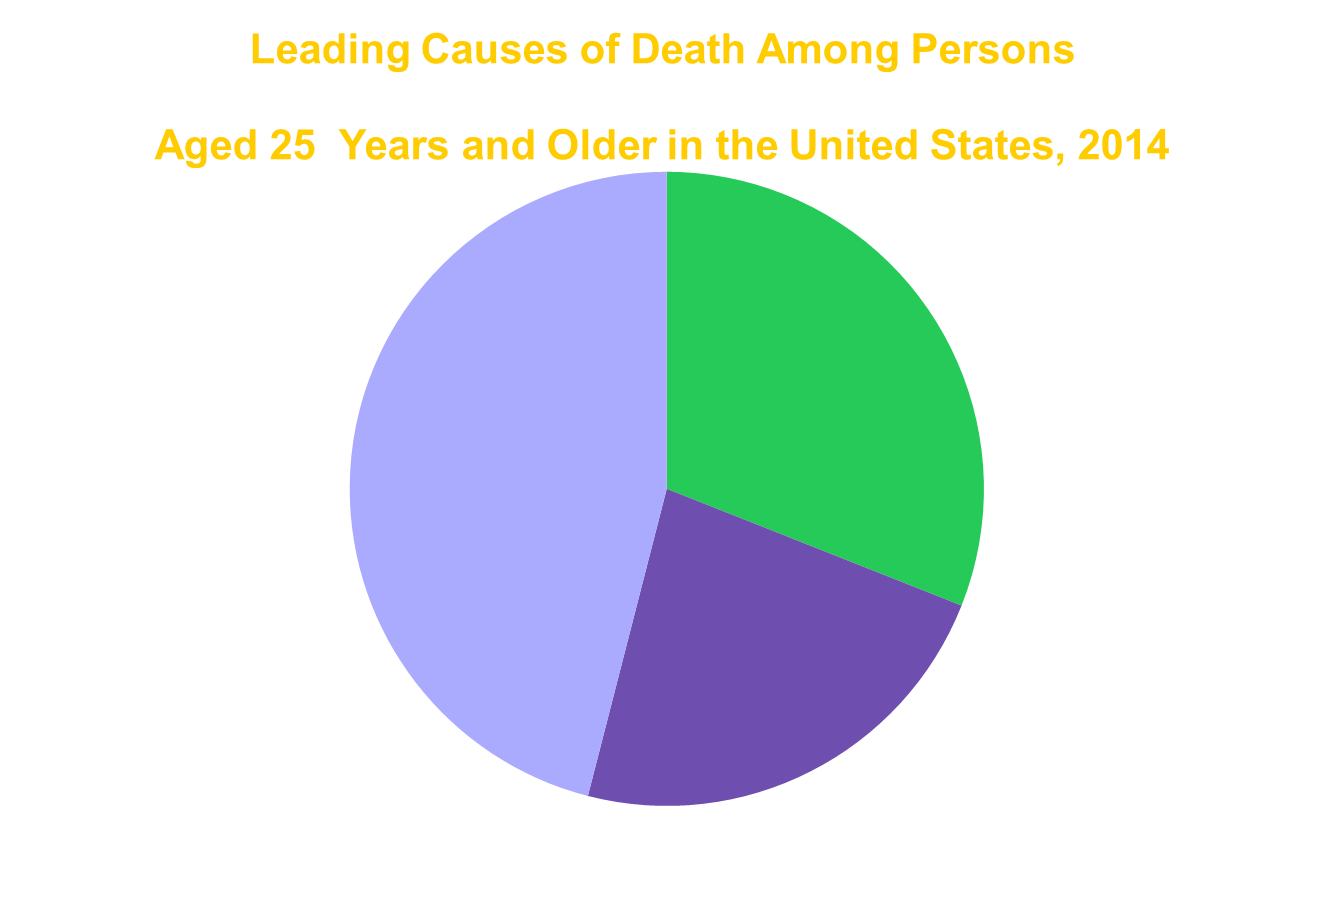 Leading Causes of Death Among Persons
Aged 25  Years and Older in the United States, 2014